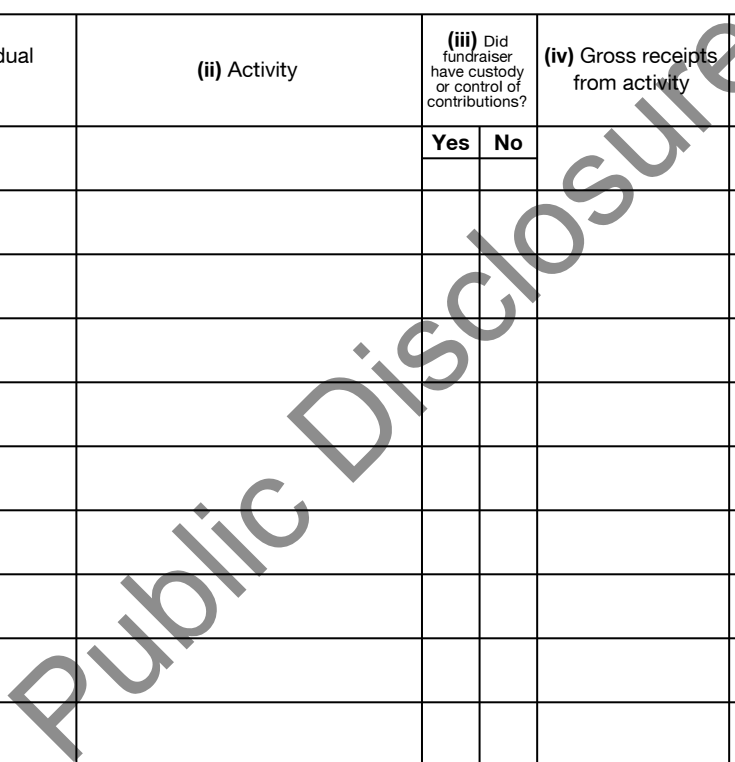 dual
(ii) Activity
(iii) Did
fundraiser
have custody
or control of
contributions?
(iv) Gross receipts
from activity
Yes No
Public Disclosure